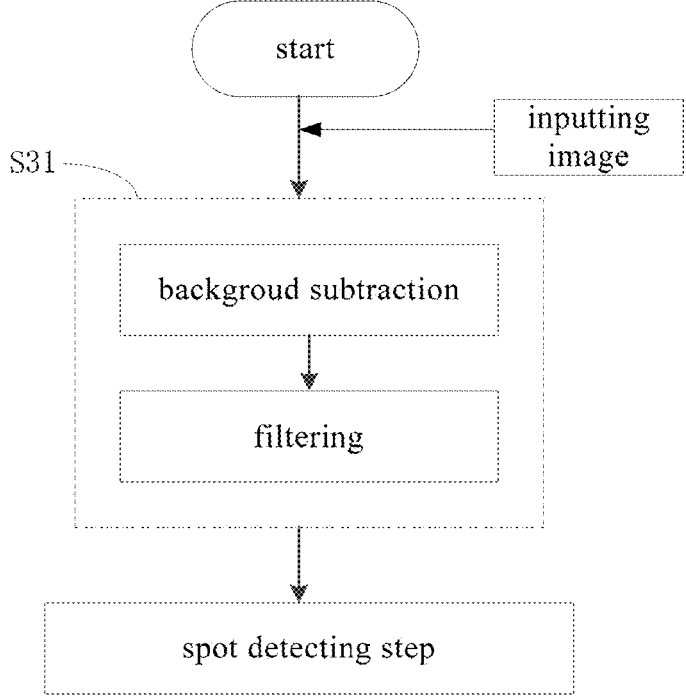 start
inputting
image
S31
backgroud subtraction
filtering
spot detecting step